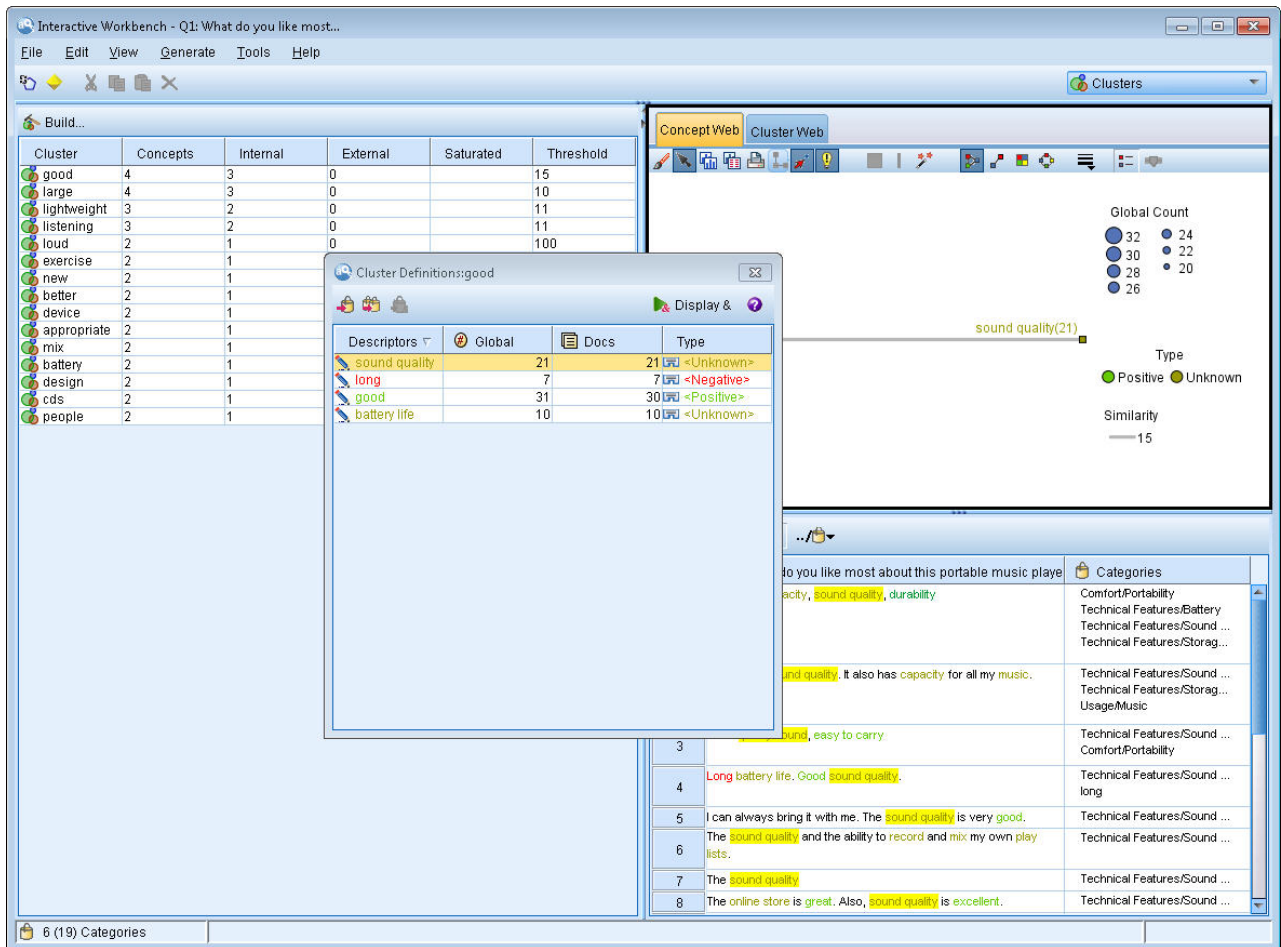 Interactive Workbench - Q1: What do you like most...
File Edit View Generate Tools Help
Clusters
Build...
Cluster Concepts Internal External Saturated Threshold
good 4 3 0 15
large 4 3 0 10
lightweight 3 2 0 11
listening 3 2 0 11
loud 2 1 0 100
exercise 2 1
new 2 1
better 2 1
device 2 1
appropriate 2 1
mix 2 1
battery 2 1
design 2 1
cds 2 1
people 2 1
Cluster Definitions:good
Display &
Descriptors Global Docs Type
sound quality 21 21 <Unknown>
long 7 7 <Negative>
good 31 30 <Positive>
battery life 10 10 <Unknown>
Concept Web Cluster Web
Global Count
32 24
30 22
28 20
26
sound quality(21)
Type
Positive Unknown
Similarity
15
../
do you like most about this portable music playe Categories
acity, sound quality, durability Comfort/Portability
Technical Features/Battery
Technical Features/Sound ...
Technical Features/Storag...
und quality. It also has capacity for all my music. Technical Features/Sound ...
Technical Features/Storag...
Usage/Music
3 ound, easy to carry Technical Features/Sound ...
Comfort/Portability
4 Long battery life. Good sound quality. Technical Features/Sound ...
long
5 I can always bring it with me. The sound quality is very good. Technical Features/Sound ...
6 The sound quality and the ability to record and mix my own play Technical Features/Sound ...
lists.
7 The sound quality Technical Features/Sound ...
8 The online store is great. Also, sound quality is excellent. Technical Features/Sound ...
6 (19) Categories